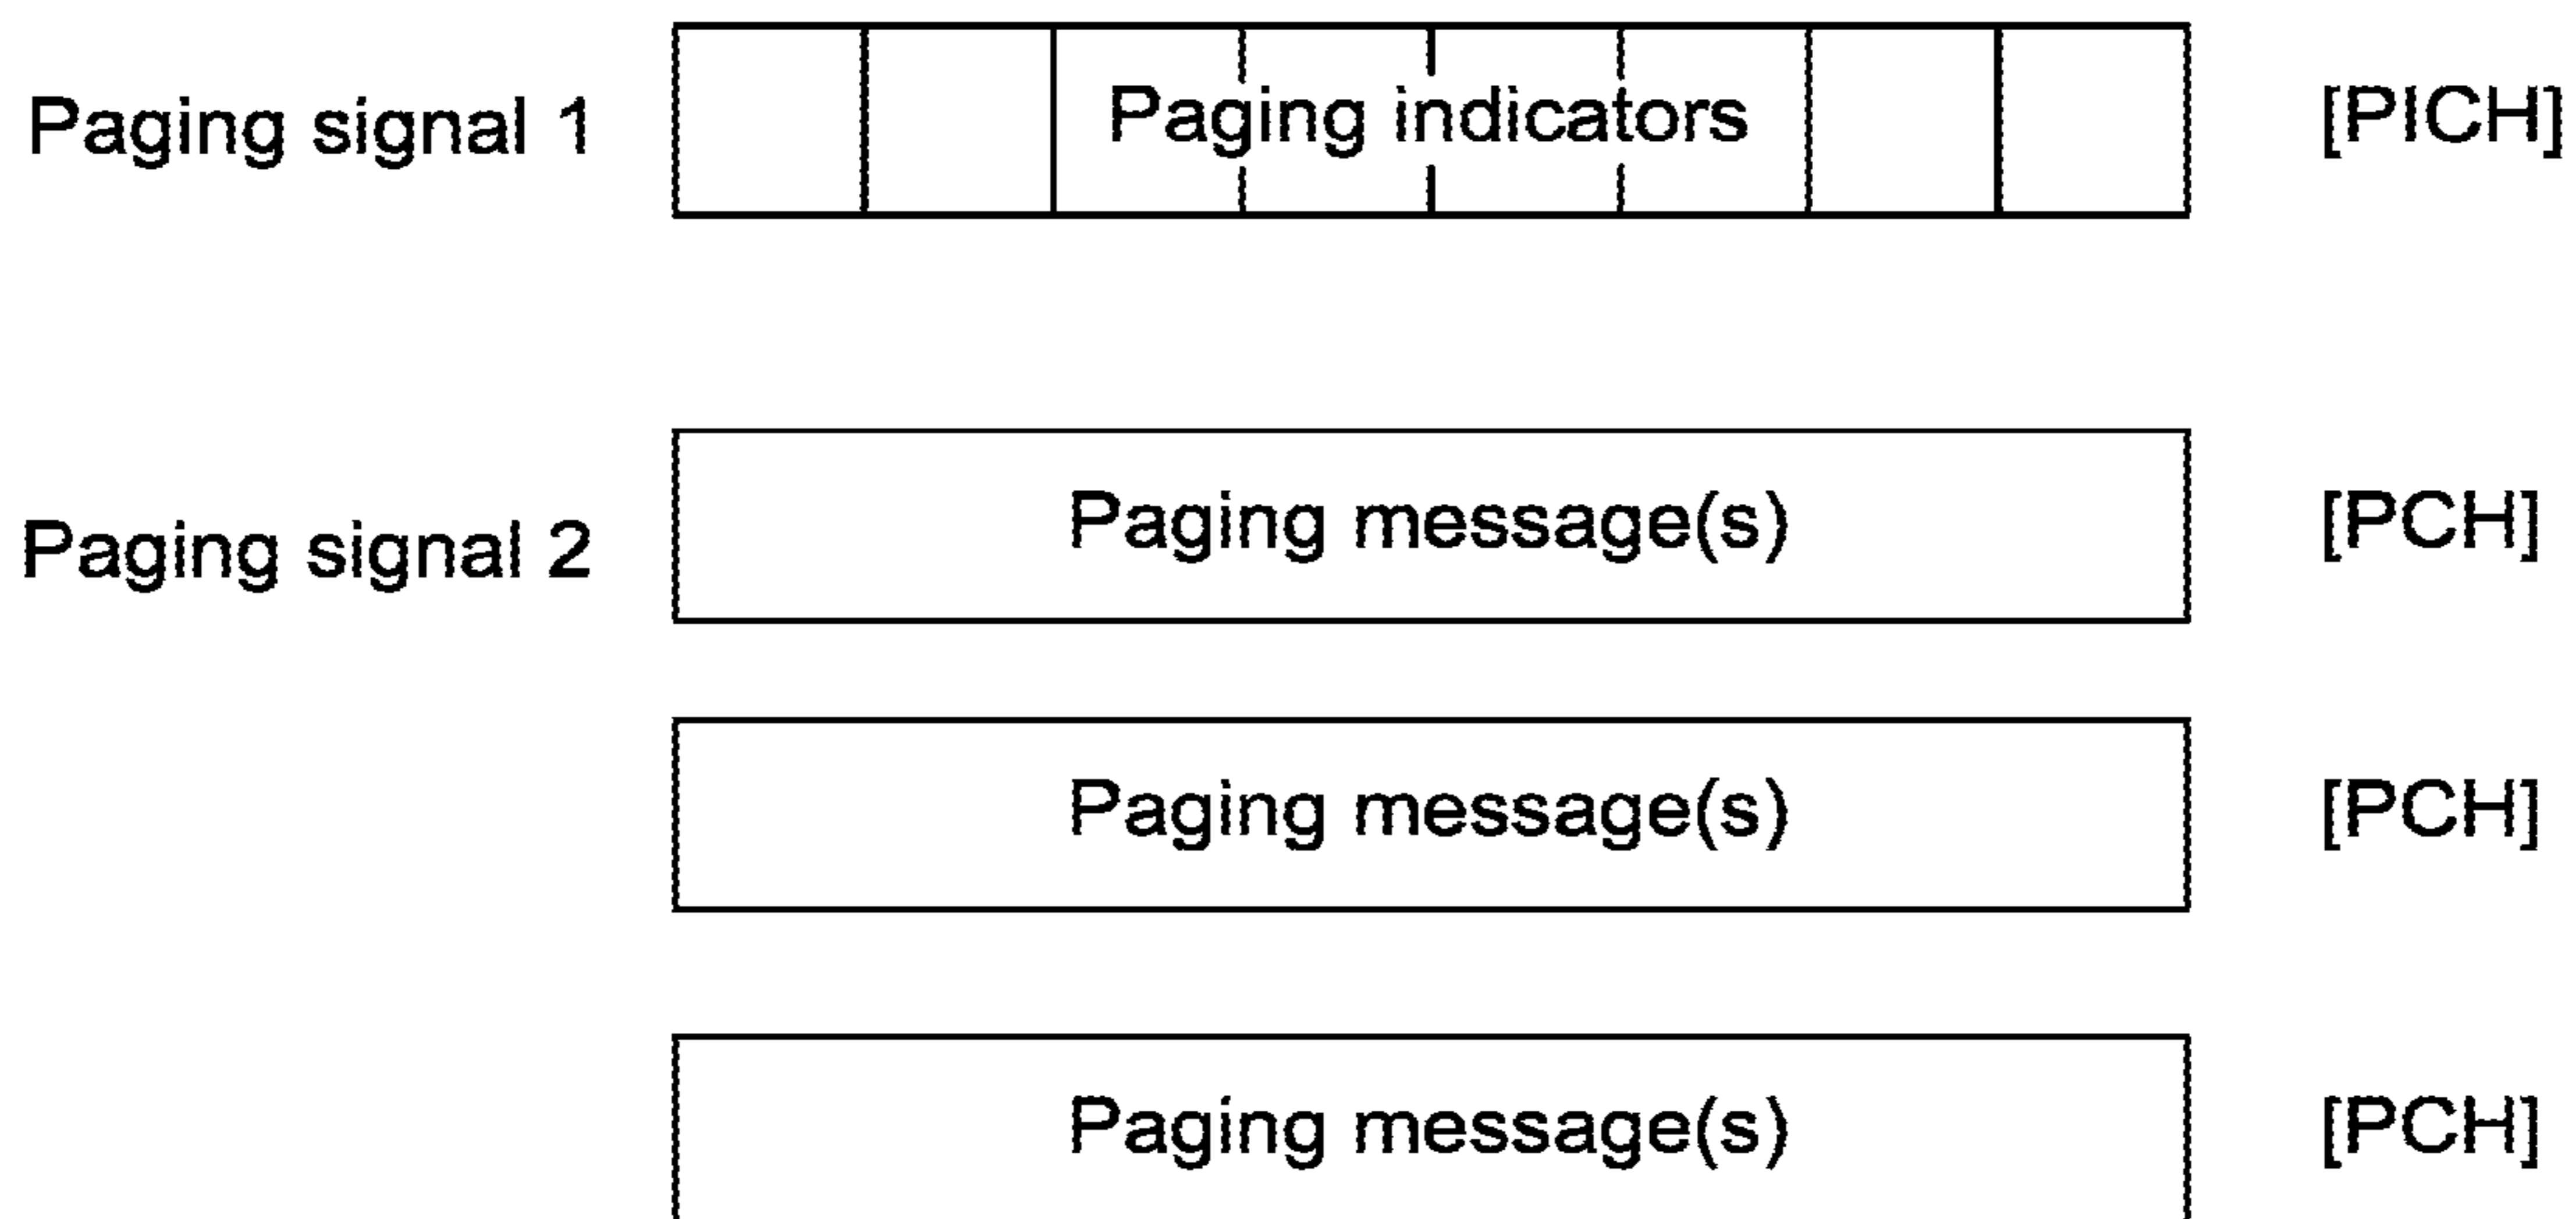 Paging signal 1 Paging indicators [PICH]
Paging signal 2 Paging message(s) [PCH]
Paging message(s) [PCH]
Paging message(s) [PCH]